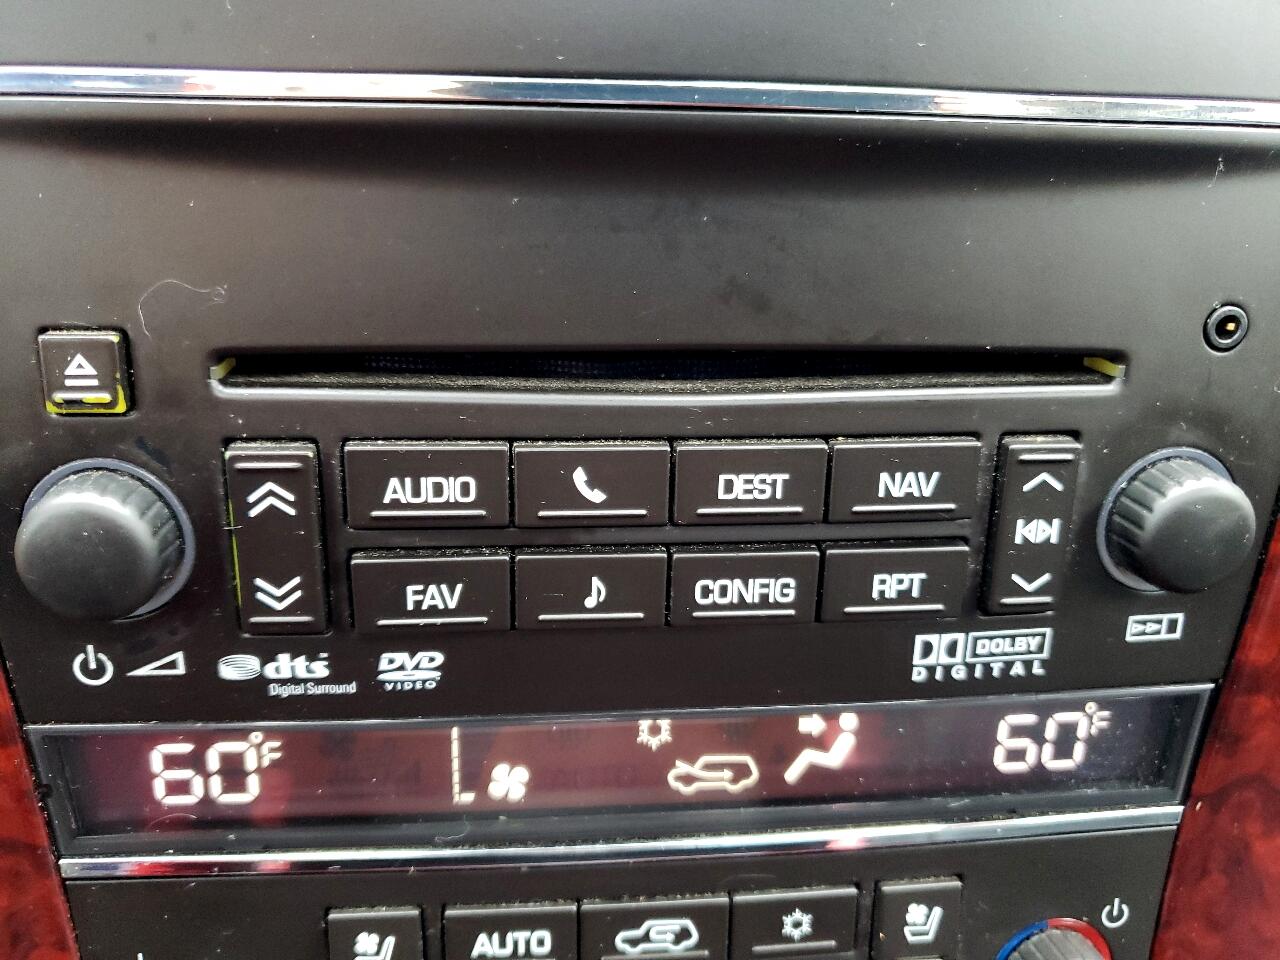 AUDIO
DEST
NAV
FAV
CONFIG
RPT
dts
Digital Surround
DVD
VIDEO
DOLBY
DIGITAL
60°F
60°F
AUTO